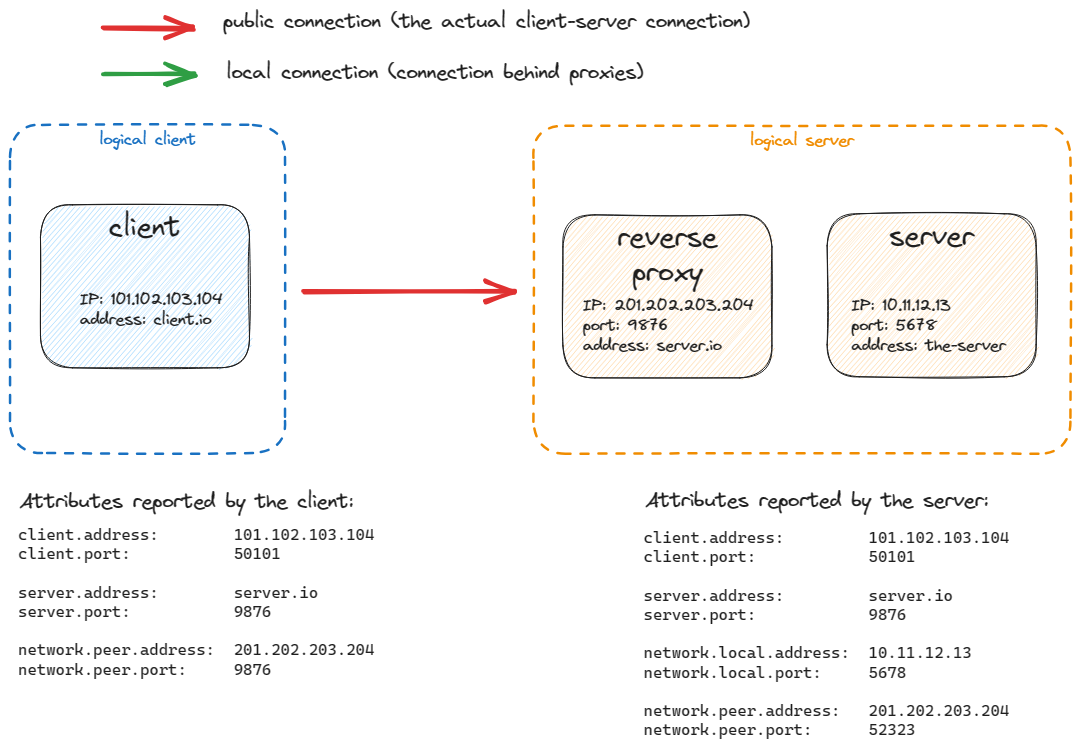 public connection (the actual client-server connection)
local connection (connection behind proxies)
logical client
client
IP: 101.102.103.104
address: client.io
logical server
reverse
proxy
IP: 201.202.203.204
port: 9876
address: server.io
server
IP: 10.11.12.13
port: 5678
address: the-server
Attributes reported by the client:
client.address: 101.102.103.104
client.port: 50101
server.address: server.io
server.port: 9876
network.peer.address: 201.202.203.204
network.peer.port: 9876
Attributes reported by the server:
client.address: 101.102.103.104
client.port: 50101
server.address: server.io
server.port: 9876
network.local.address: 10.11.12.13
network.local.port: 5678
network.peer.address: 201.202.203.204
network.peer.port: 52323